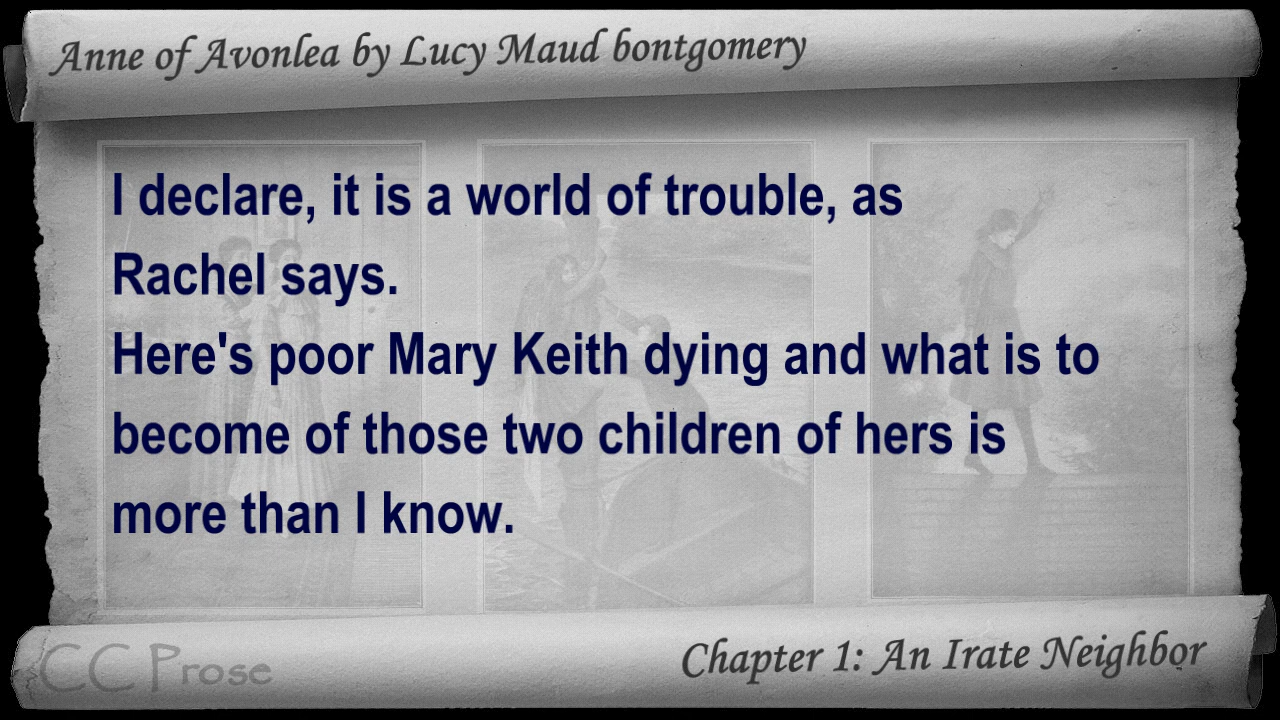 Anne of Avonlea by Lucy Maud bontgomery
I declare, it is a world of trouble, as
Rachel says.
Here's poor Mary Keith dying and what is to
become of those two children of hers is
more than I know.
CC Prose
Chapter 1: An Irate Neighbor